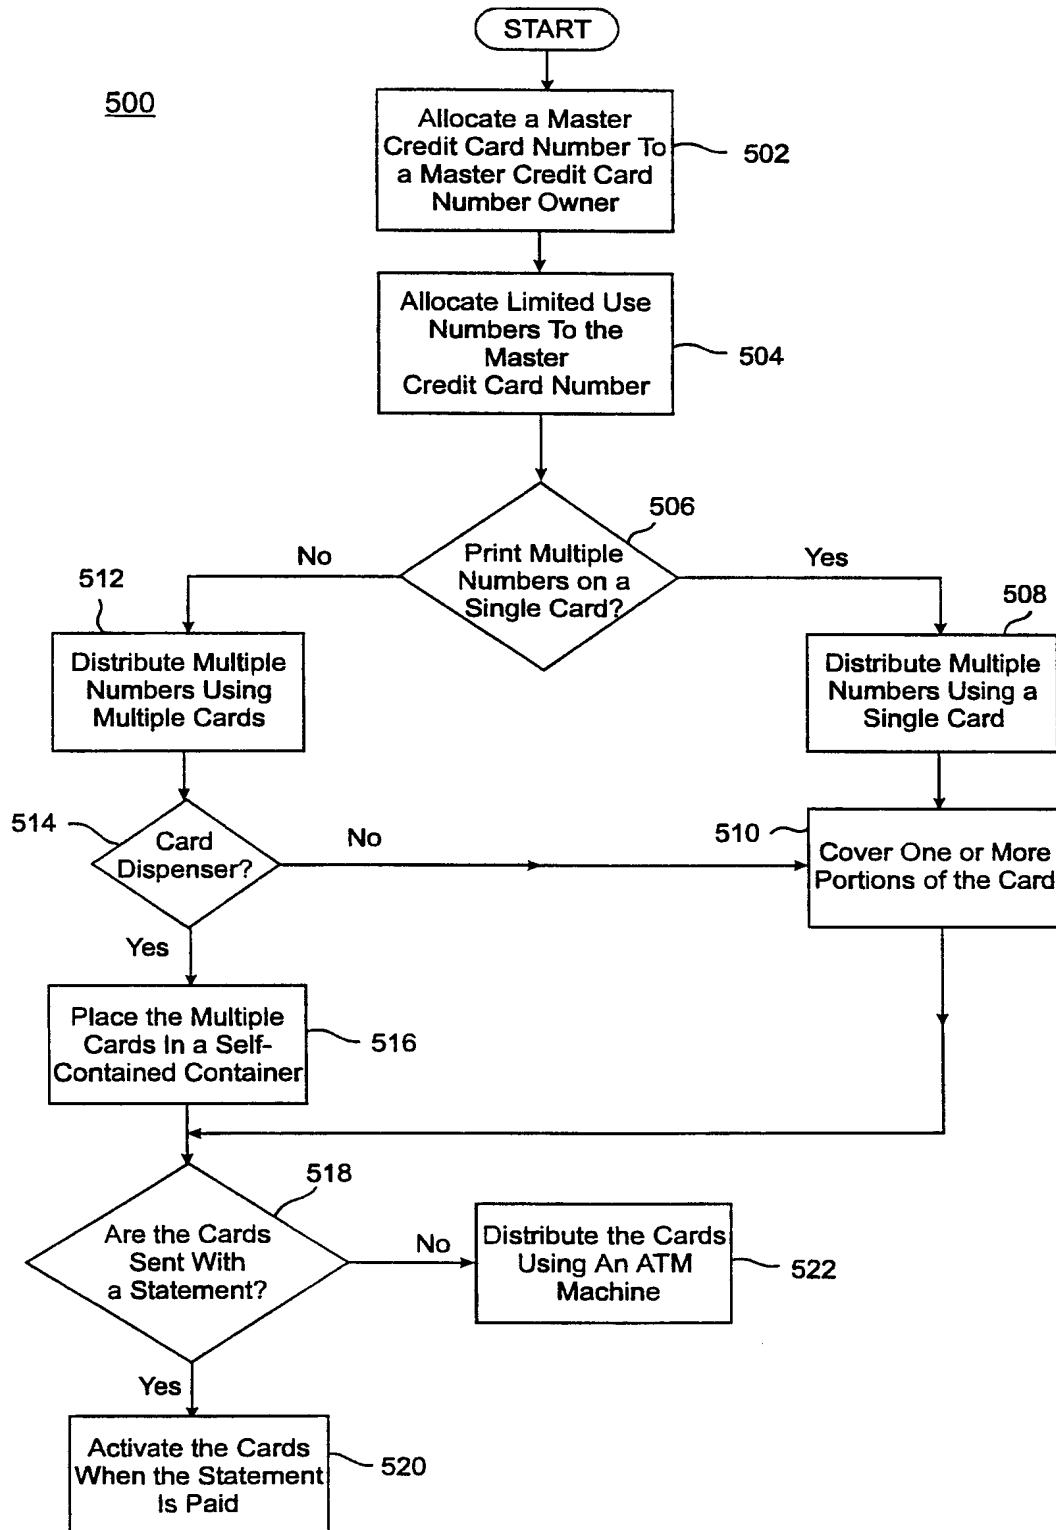 START
500
Allocate a Master
Credit Card Number To
a Master Credit Card
Number Owner
502
Allocate Limited Use
Numbers To the
Master
Credit Card Number
504
506
Print Multiple
Numbers on a
Single Card?
No
Yes
512
508
Distribute Multiple
Numbers Using
Multiple Cards
Distribute Multiple
Numbers Using a
Single Card
514
Card
Dispenser?
No
510
Cover One or More
Portions of the Card
Yes
Place the Multiple
Cards In a Self-
Contained Container
516
518
Are the Cards
Sent With
a Statement?
No
Distribute the Cards
Using An ATM
Machine
522
Yes
Activate the Cards
When the Statement
Is Paid
520